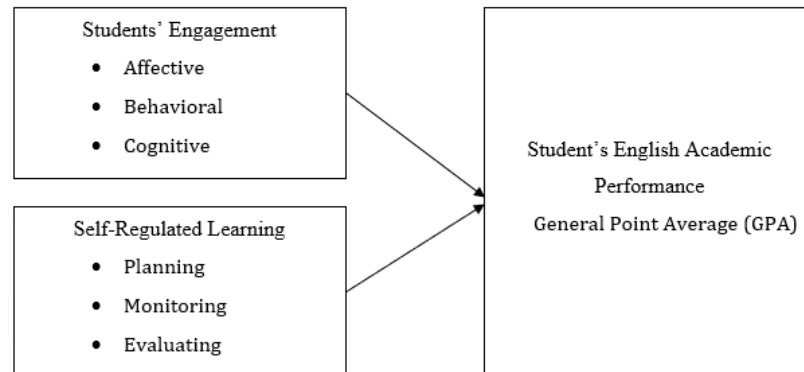 Students’ Engagement
• Affective
• Behavioral
• Cognitive
Self-Regulated Learning
• Planning
• Monitoring
• Evaluating
Student’s English Academic
Performance
General Point Average (GPA)